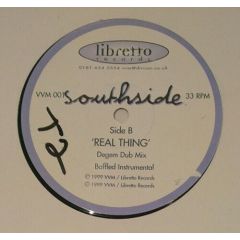 libretto
records
VVM 001
33 RPM
southside
Side B
'REAL THING'
Degem Dub Mix
Baffled Instrumental
℗ 1999 VVM / Libretto Records
© 1999 VVM / Libretto Records